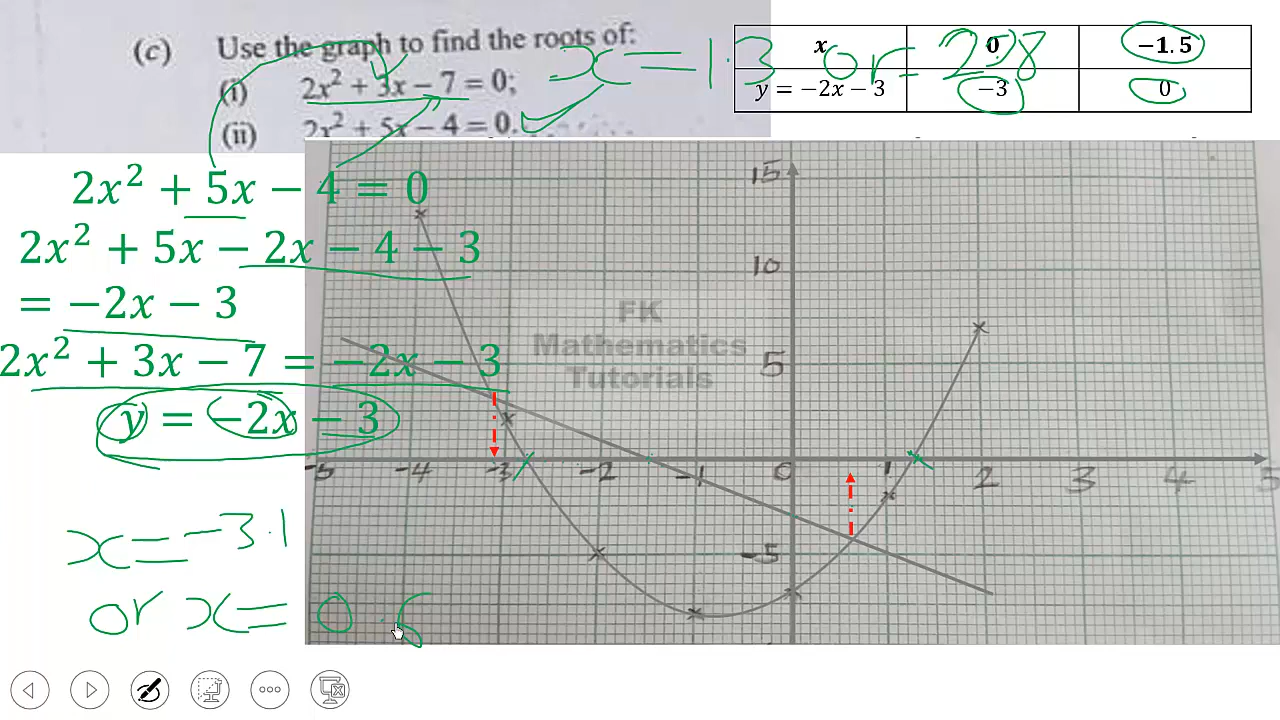 (c) Use the graph to find the roots of:
(i) 2x² + 3x − 7 = 0;
(ii) 2x² + 5x − 4 = 0.
x = 1.3 or = 2.8
x 0 −1.5
y = −2x − 3 −3 0
2x² + 5x − 4 = 0
2x² + 5x − 2x − 4 − 3
= −2x − 3
2x² + 3x − 7 = −2x − 3
y = −2x − 3
x = −3.1
or x = 0.
15
10
5
-5 -4 -3 -2 -1 0 1 2 3 4 5
-5
FK
Mathematics
Tutorials